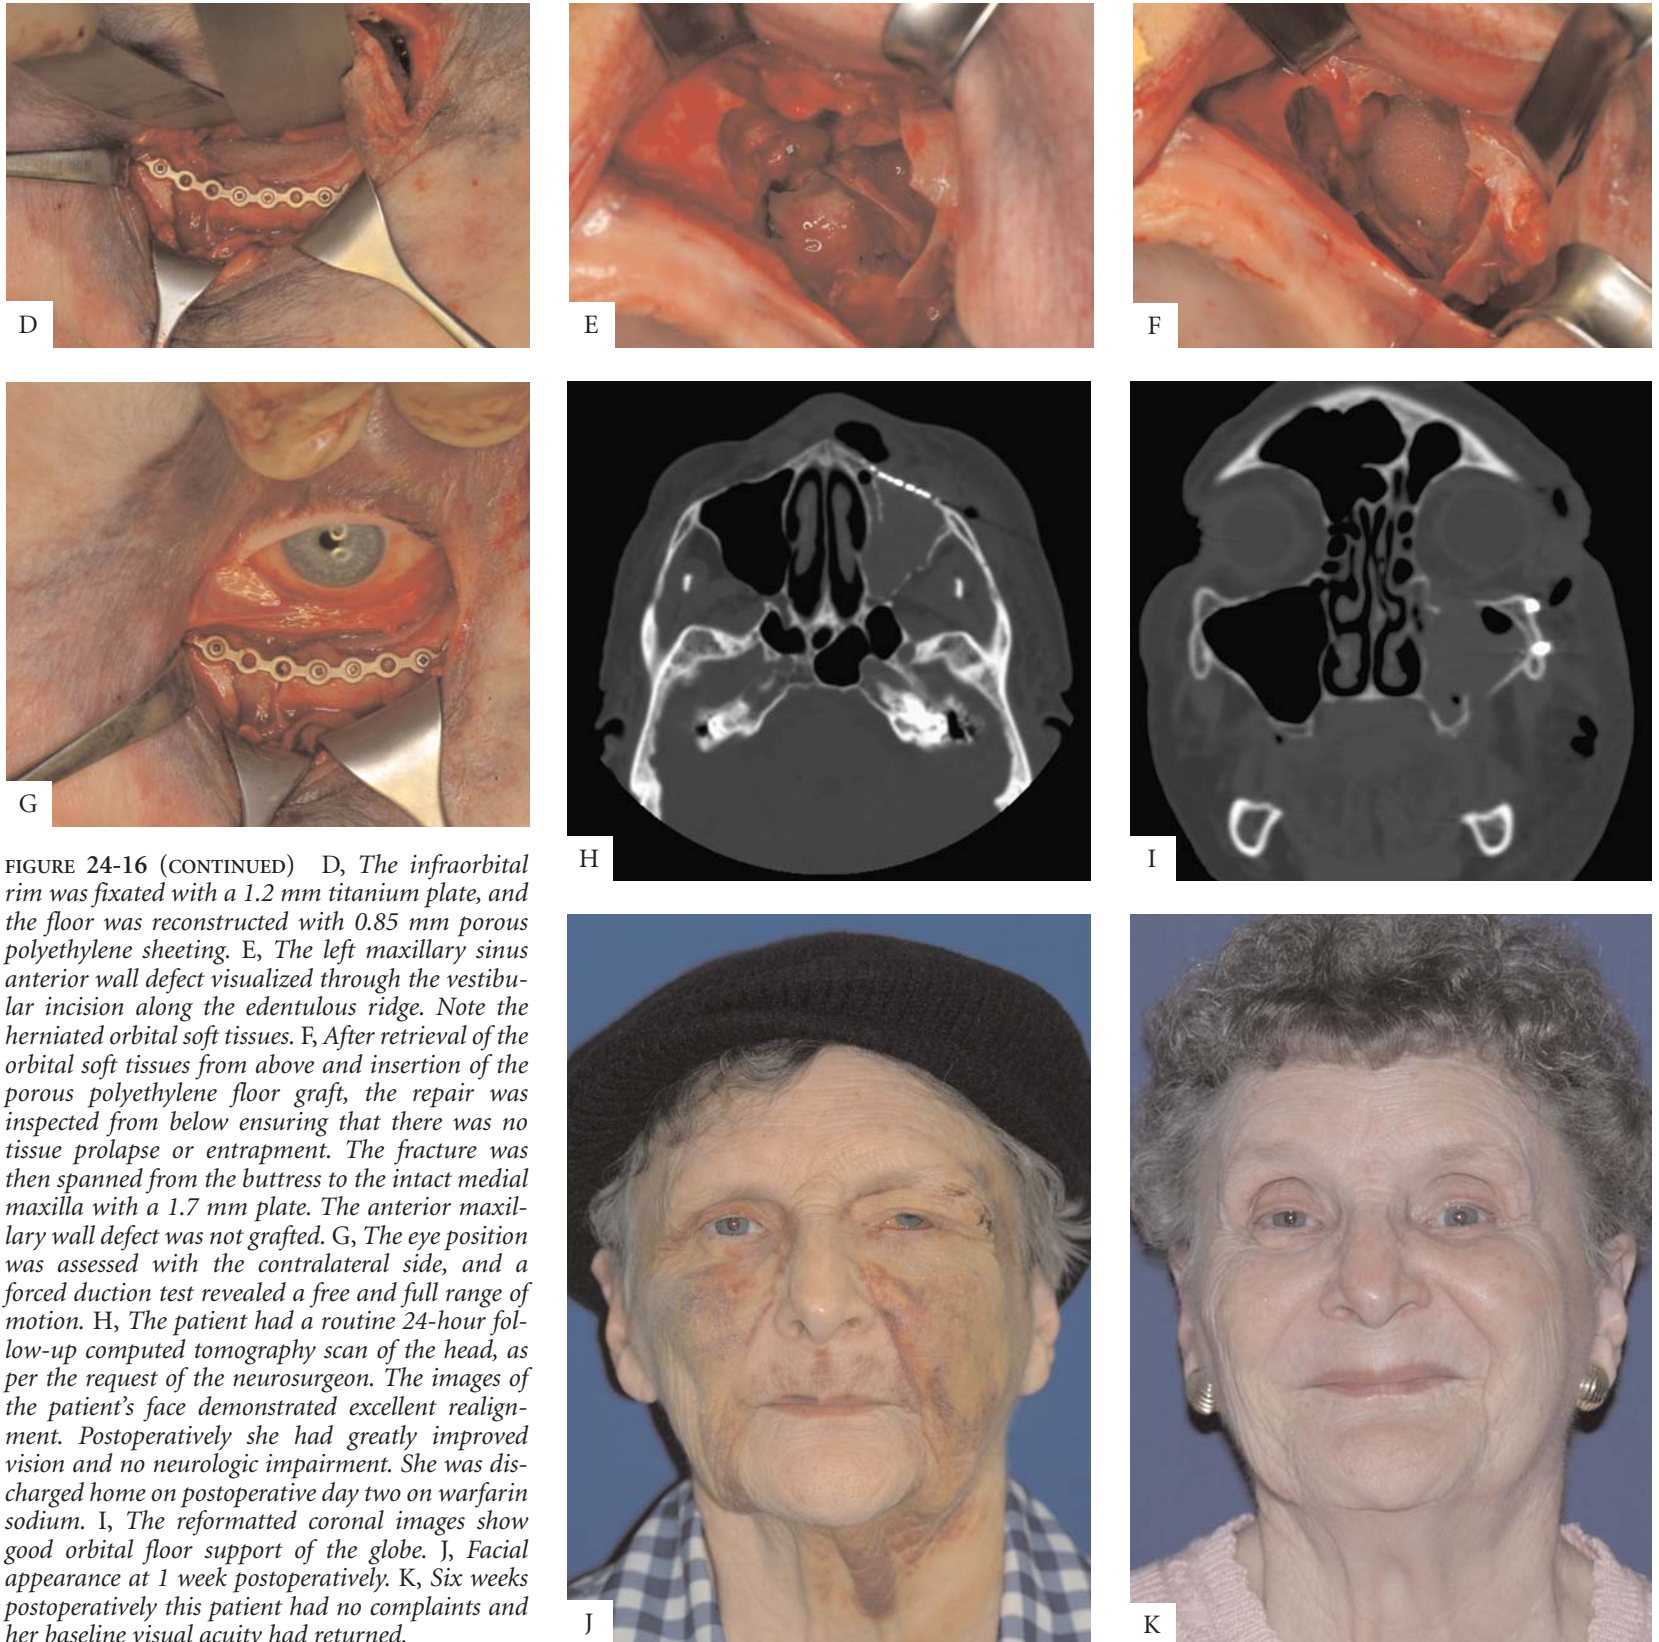 D
E
F
G
H
I
FIGURE 24-16 (CONTINUED) D, The infraorbital
rim was fixated with a 1.2 mm titanium plate, and
the floor was reconstructed with 0.85 mm porous
polyethylene sheeting. E, The left maxillary sinus
anterior wall defect visualized through the vestibu-
lar incision along the edentulous ridge. Note the
herniated orbital soft tissues. F, After retrieval of the
orbital soft tissues from above and insertion of the
porous polyethylene floor graft, the repair was
inspected from below ensuring that there was no
tissue prolapse or entrapment. The fracture was
then spanned from the buttress to the intact medial
maxilla with a 1.7 mm plate. The anterior maxil-
lary wall defect was not grafted. G, The eye position
was assessed with the contralateral side, and a
forced duction test revealed a free and full range of
motion. H, The patient had a routine 24-hour fol-
low-up computed tomography scan of the head, as
per the request of the neurosurgeon. The images of
the patient's face demonstrated excellent realign-
ment. Postoperatively she had greatly improved
vision and no neurologic impairment. She was dis-
charged home on postoperative day two on warfarin
sodium. I, The reformatted coronal images show
good orbital floor support of the globe. J, Facial
appearance at 1 week postoperatively. K, Six weeks
postoperatively this patient had no complaints and
her baseline visual acuity had returned.
J
K